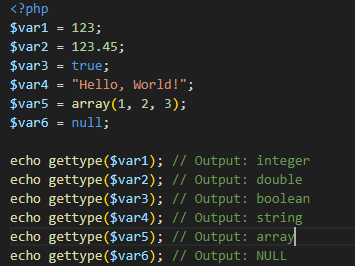 <?php
$var1 = 123;
$var2 = 123.45;
$var3 = true;
$var4 = "Hello, World!";
$var5 = array(1, 2, 3);
$var6 = null;
echo gettype($var1); // Output: integer
echo gettype($var2); // Output: double
echo gettype($var3); // Output: boolean
echo gettype($var4); // Output: string
echo gettype($var5); // Output: array
echo gettype($var6); // Output: NULL